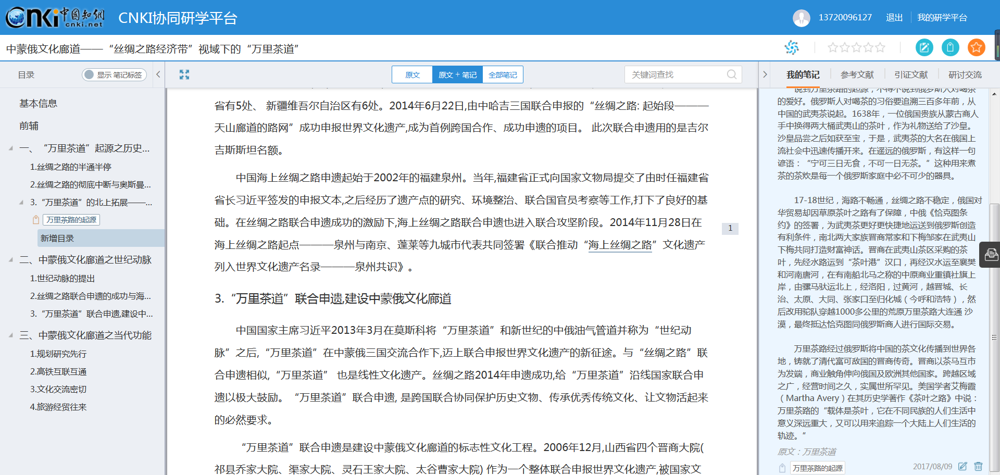 CNKI中国知网
cnki.net
CNKI协同研学平台
13720096127 退出 我的研学平台
中蒙俄文化廊道——“丝绸之路经济带”视域下的“万里茶道”
目录
显示 笔记标签
原文
原文 + 笔记
全部笔记
关键词查找
我的笔记 参考文献 引证文献 研讨交流
基本信息
前辅
一、“万里茶道”起源之历史...
1.丝绸之路的半通半停
2.丝绸之路的彻底中断与奥斯曼...
3.“万里茶道”的北上拓展——...
万里茶路的起源
新增目录
二、中蒙俄文化廊道之世纪动脉
1.世纪动脉的提出
2.丝绸之路联合申遗的成功与海...
3.“万里茶道”联合申遗,建设中...
三、中蒙俄文化廊道之当代功能
1.规划研究先行
2.高铁互联互通
3.文化交流密切
4.旅游经贸往来
省有5处、 新疆维吾尔自治区有6处。2014年6月22日,由中哈吉三国联合申报的“丝绸之路: 起始段———
天山廊道的路网”成功申报世界文化遗产,成为首例跨国合作、成功申遗的项目。 此次联合申遗用的是吉尔
吉斯斯坦名额。
中国海上丝绸之路申遗起始于2002年的福建泉州。当年,福建省正式向国家文物局提交了由时任福建省
省长习近平签发的申报文本,之后经历了遗产点的研究、环境整治、联合国官员考察等工作,打下了良好的基
础。在丝绸之路联合申遗成功的激励下,海上丝绸之路联合申遗也进入联合攻坚阶段。2014年11月28日在
海上丝绸之路起点———泉州与南京、蓬莱等九城市代表共同签署《联合推动“海上丝绸之路”文化遗产
列入世界文化遗产名录———泉州共识》。
1
3.“万里茶道”联合申遗,建设中蒙俄文化廊道
中国国家主席习近平2013年3月在莫斯科将“万里茶道”和新世纪的中俄油气管道并称为“世纪动
脉”之后,“万里茶道”在中蒙俄三国交流合作下,迈上联合申报世界文化遗产的新征途。与“丝绸之路”联
合申遗相似,“万里茶道” 也是线性文化遗产。丝绸之路2014年申遗成功,给“万里茶道”沿线国家联合申
遗以极大鼓励。“万里茶道”联合申遗, 是跨国联合协同保护历史文物、传承优秀传统文化、让文物活起来
的必然要求。
“万里茶道”联合申遗是建设中蒙俄文化廊道的标志性文化工程。2006年12月,山西省四个晋商大院(
祁县乔家大院、渠家大院、灵石王家大院、太谷曹家大院) 作为一个整体联合申报世界文化遗产,被国家文
说到万里茶路的起源，不得不说到俄罗斯人对喝茶
的爱好。俄罗斯人对喝茶的习俗要追溯三百多年前，从
中国的武夷茶说起。1638年，一位俄国贵族从蒙古商人
手中换得两大桶武夷山的茶叶，作为礼物送给了沙皇。
沙皇品尝之后如获至宝，于是，武夷茶的大名在俄国上
流社会中迅速传播开来。在遥远的俄罗斯，有这样一句
谚语：“宁可三日无食，不可一日无茶。”这种用来煮
茶的茶炊是每一个俄罗斯家庭中必不可少的器具。
17-18世纪，海路不畅通，丝绸之路不稳定，俄国对
华贸易却因草原茶叶之路有了保障，中俄《恰克图条
约》的签署，为武夷茶更好更快捷地运送到俄罗斯创造
有利条件，南北两大家族晋商常家和下梅邹家在武夷山
下梅共同打造财富神话。晋商在武夷山茶区采购的茶
叶，先经水路运到“茶叶港”汉口，再经汉水运至襄樊
和河南唐河，在有南船北马之称的中原商业重镇社旗上
岸，由骡马驮运北上，经洛阳，过黄河，越晋城、长
治、太原、大同、张家口至归化城（今呼和浩特），然
后改用驼队穿越1000多公里的荒原万里茶路大连通 沙
漠，最终抵达恰克图同俄罗斯商人进行国际交易。
万里茶路经过俄罗斯将中国的茶文化传播到世界各
地，铸就了清代富可敌国的晋商传奇。晋商以茶马互市
为发端，商业触角伸向俄国及欧洲其他国家。跨越区域
之广，经营时间之久，实属世所罕见。美国学者艾梅霞
（Martha Avery）在其历史学著作《茶叶之路》中说：
万里茶路的“载体是茶叶，它在不同民族的人们生活中
意义深远重大，又可以用来追踪一个大陆上人们生活的
轨迹。“
原文：万里茶道
万里茶路的起源
2017/08/09